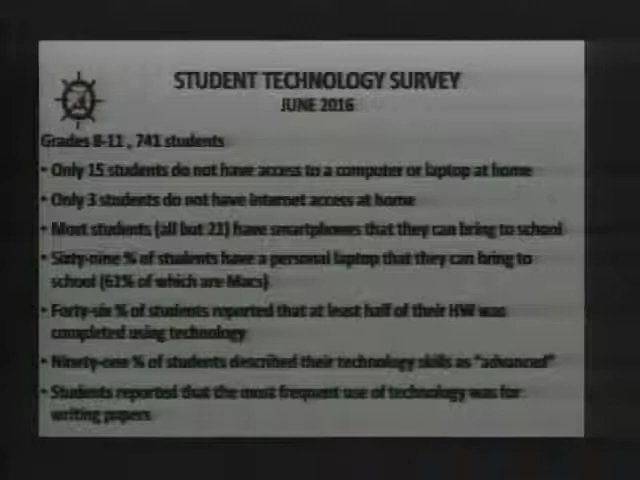 STUDENT TECHNOLOGY SURVEY
JUNE 2016
Grades 8-11 , 741 students
• Only 15 students do not have access to a computer or laptop at home
• Only 3 students do not have internet access at home
• Most students (all but 21) have smartphones that they can bring to school
• Sixty-nine % of students have a personal laptop that they can bring to
school (61% of which are Macs)
• Forty-six % of students reported that at least half of their HW was
completed using technology
• Ninety-one % of students described their technology skills as "advanced"
• Students reported that the most frequent use of technology was for
writing papers